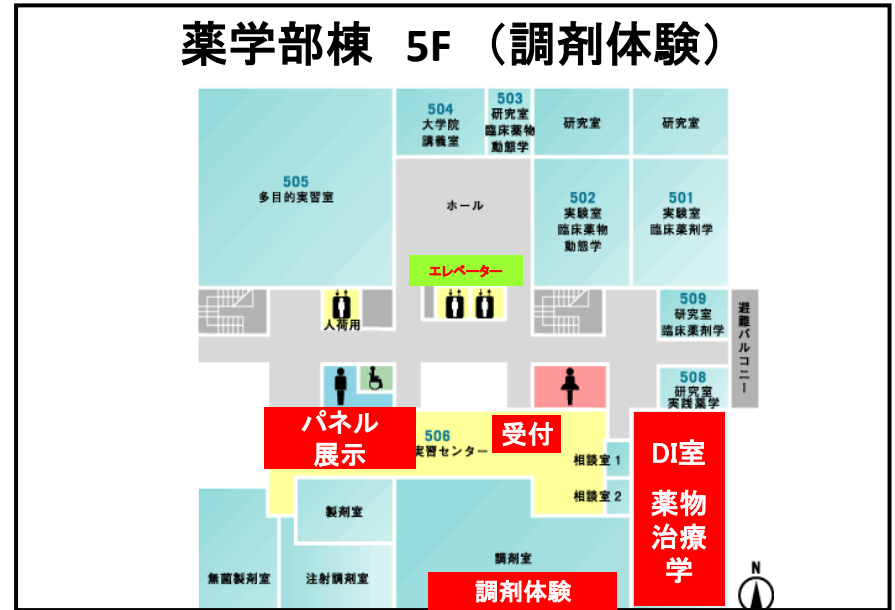 薬学部棟 5F （調剤体験）
504
大学院
講義室
503
研究室
臨床薬物
動態学
研究室
研究室
505
多目的実習室
ホール
502
実験室
臨床薬物
動態学
501
実験室
臨床薬剤学
エレベーター
人荷用
509
研究室
臨床薬剤学
避難バルコニー
508
研究室
実践薬学
パネル
展示
506
実習センター
受付
相談室1
相談室2
DI室
薬物
治療
学
製剤室
調剤室
無菌製剤室
注射調剤室
調剤体験
N